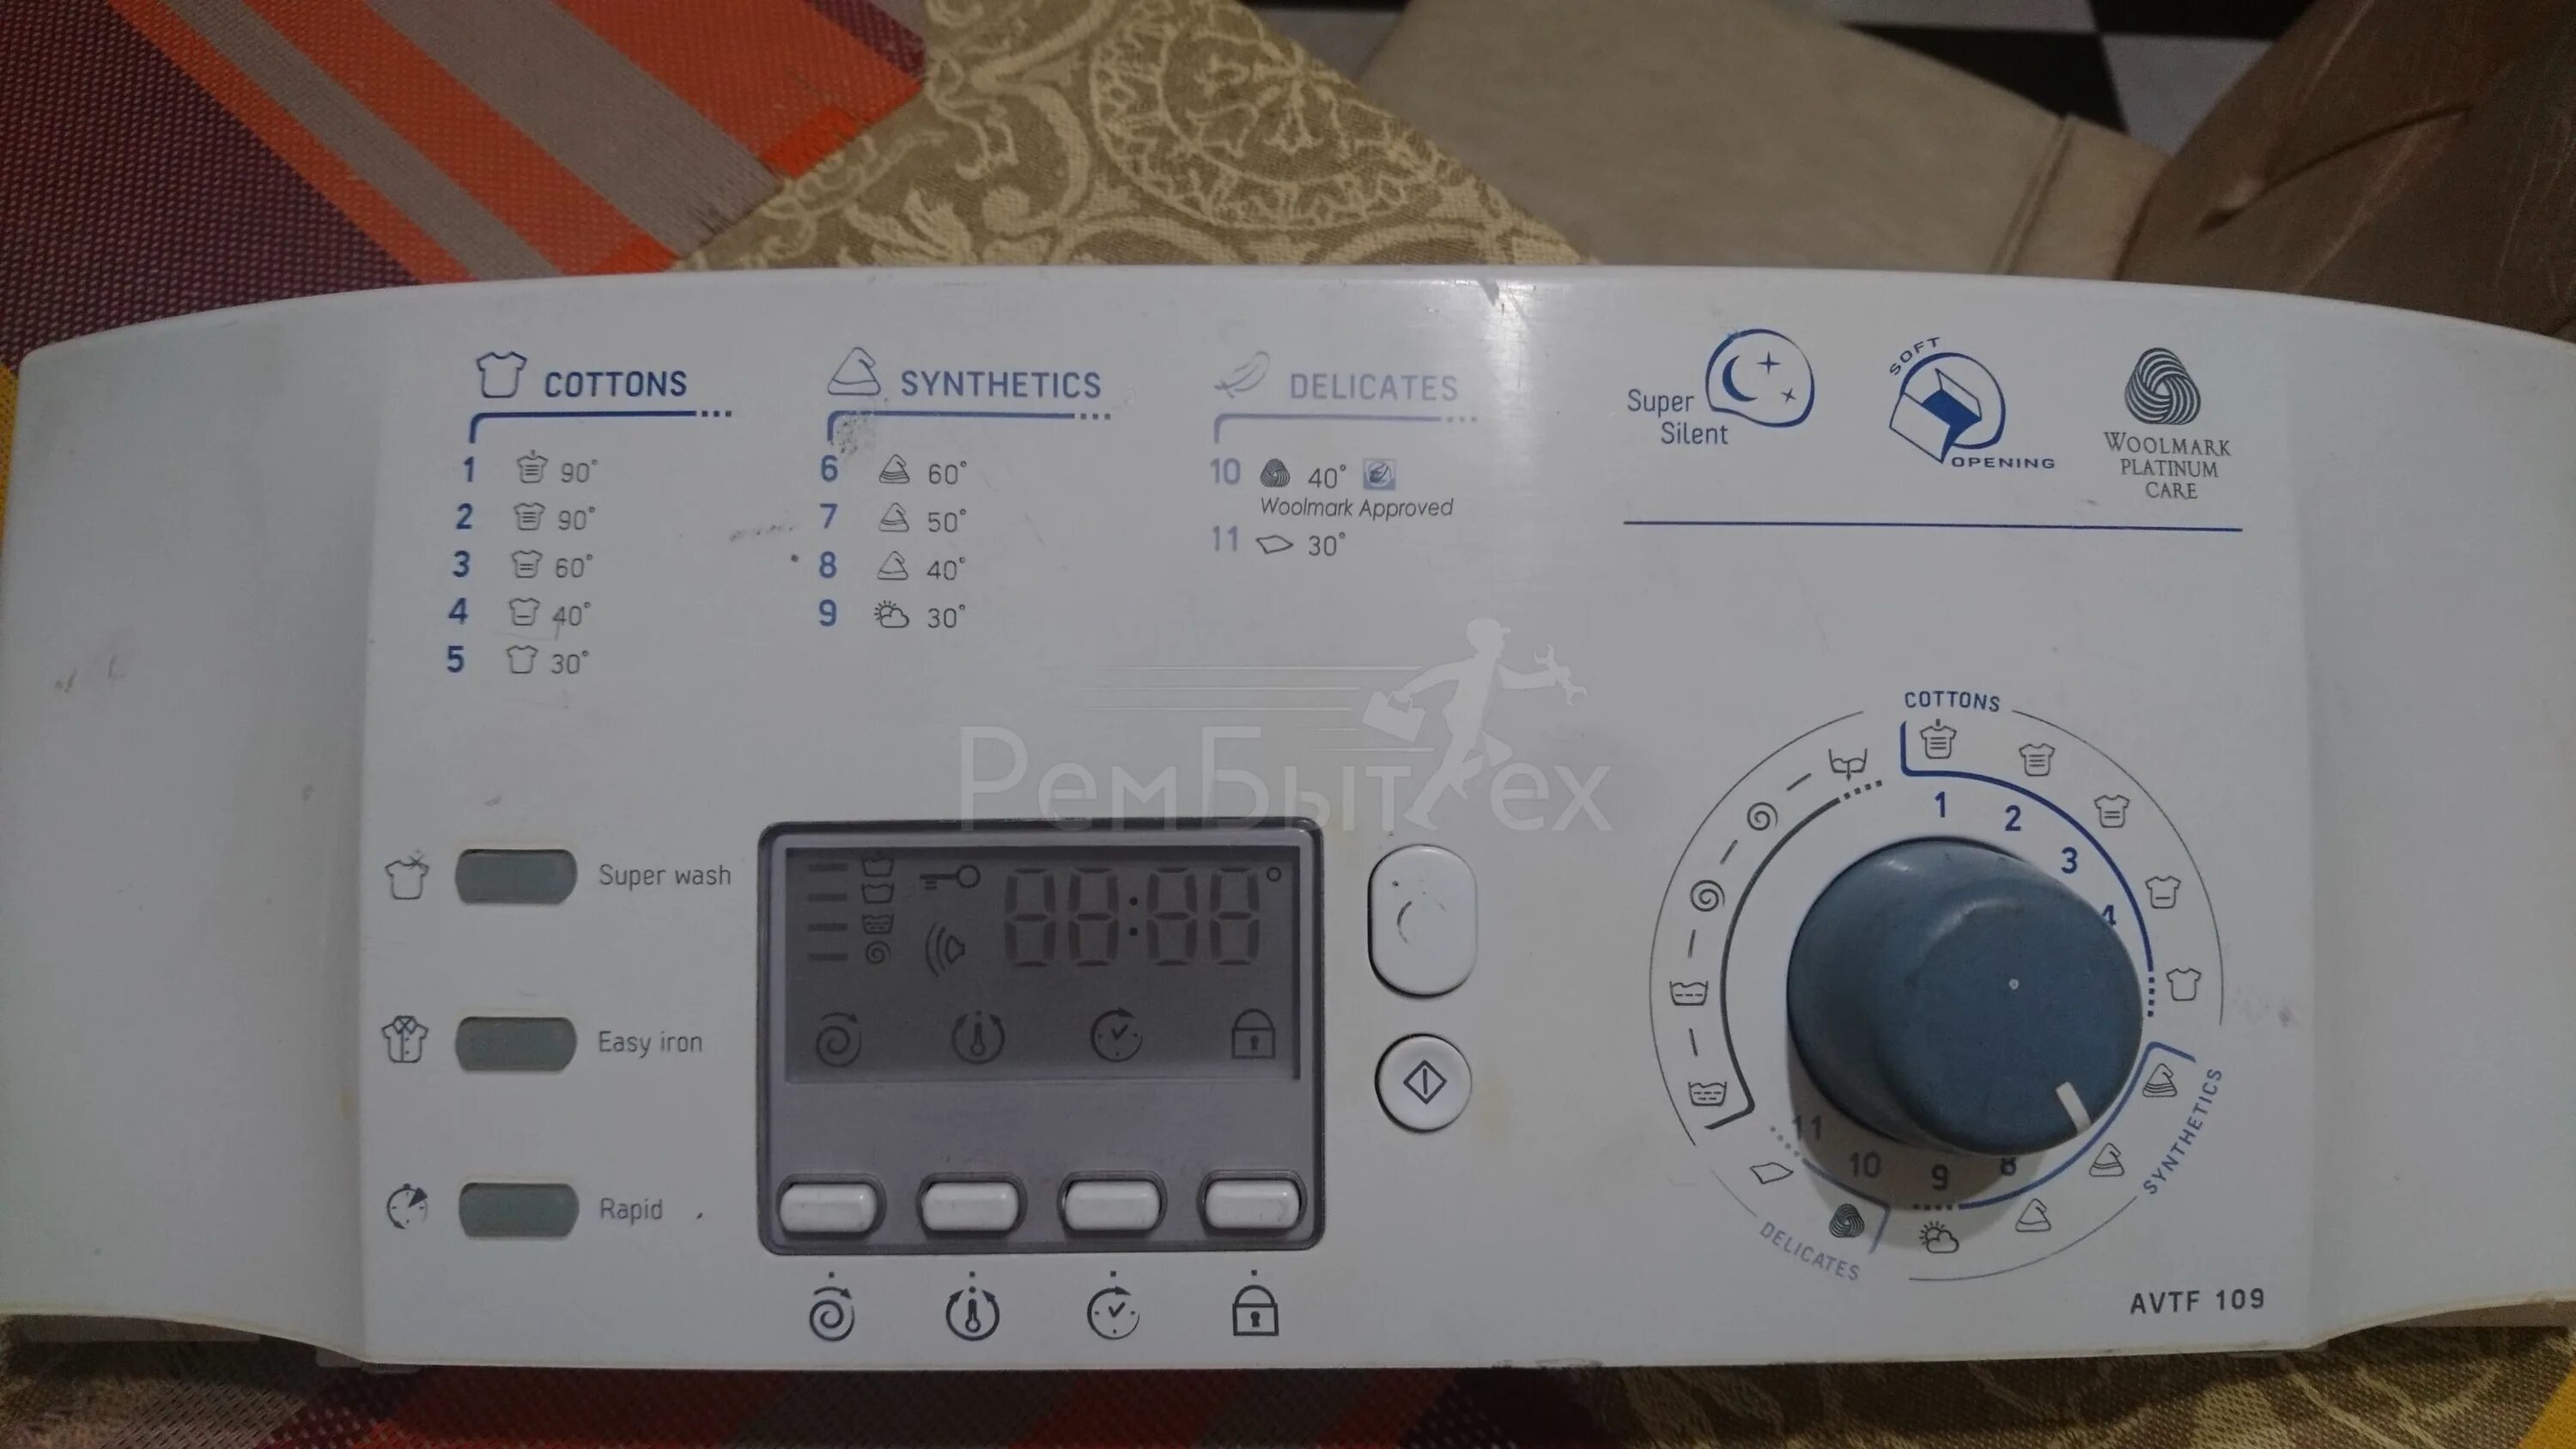 COTTONS
1 90°
2 90°
3 60°
4 40°
5 30°
SYNTHETICS
6 60°
7 50°
8 40°
9 30°
DELICATES
10 40°
Woolmark Approved
11 30°
Super
Silent
SOFT
OPENING
WOOLMARK
PLATINUM
CARE
РемБытТех
Super wash
Easy iron
Rapid
88:88°
COTTONS
1
2
3
4
SYNTHETICS
8
9
10
11
DELICATES
AVTF 109